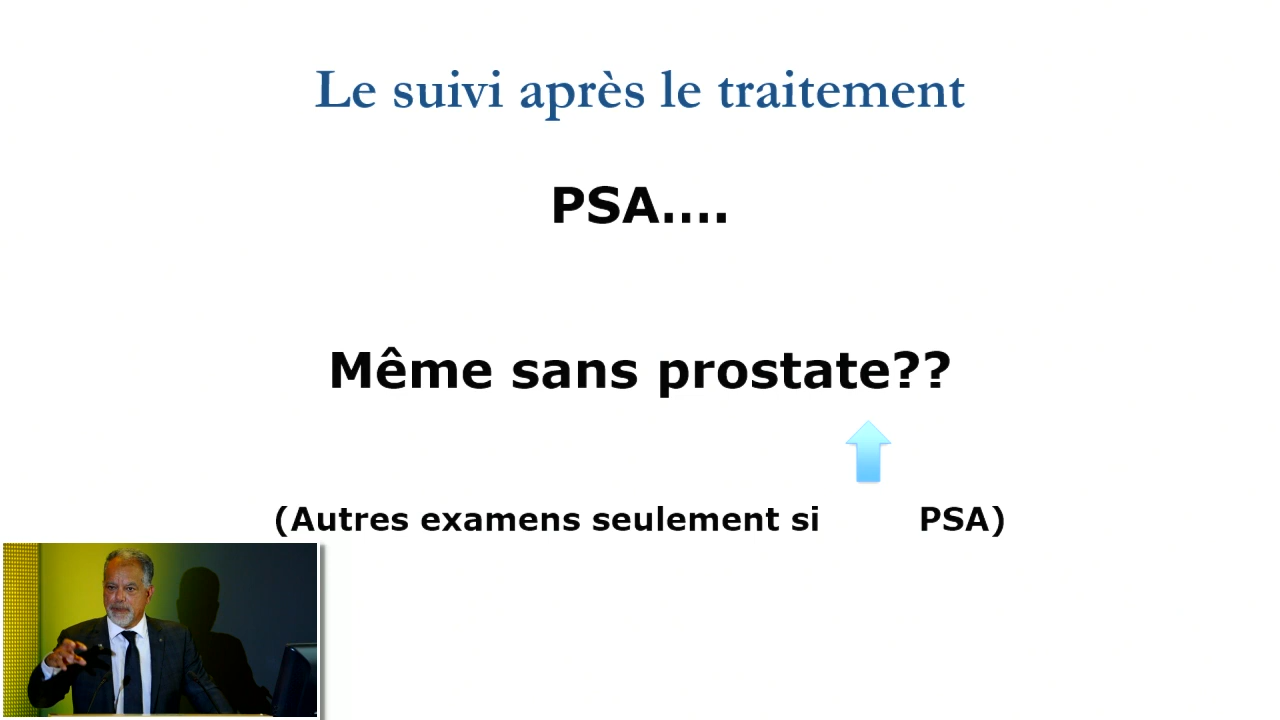 Le suivi après le traitement
PSA....
Même sans prostate??
(Autres examens seulement si PSA)